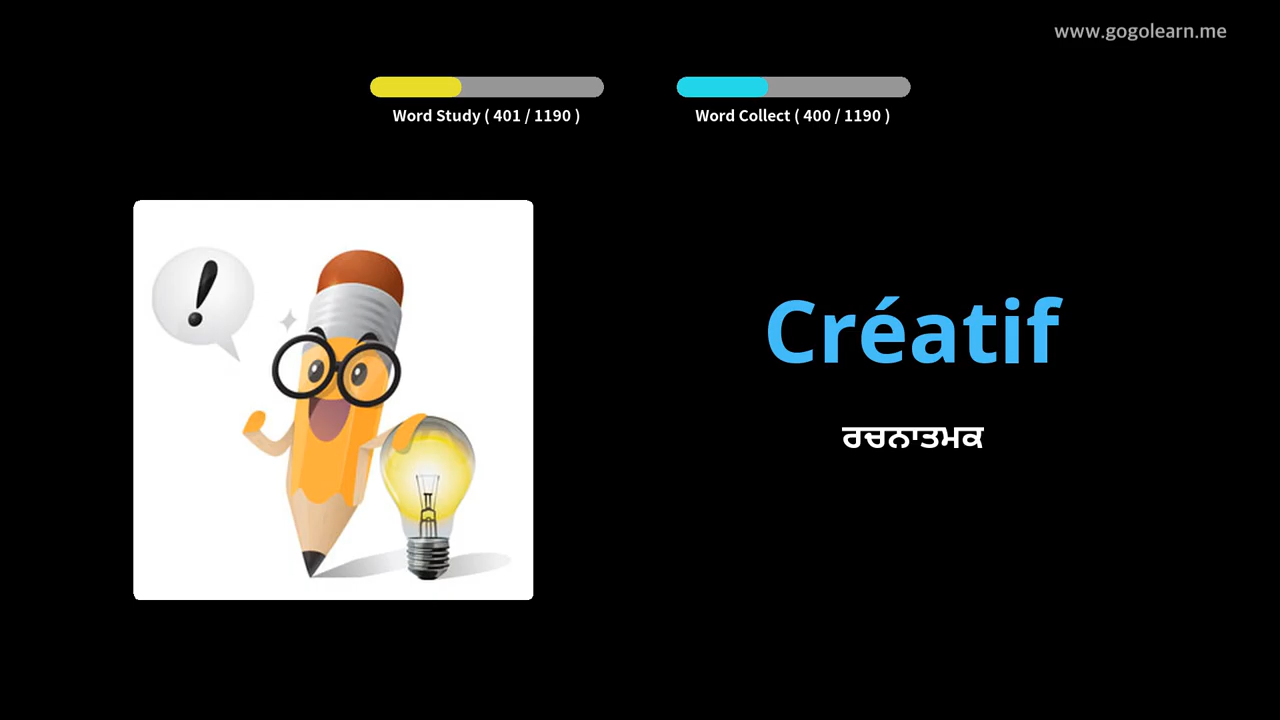 www.gogolearn.me
Word Study ( 401 / 1190 )
Word Collect ( 400 / 1190 )
!
Créatif
ਰਚਨਾਤਮਕ